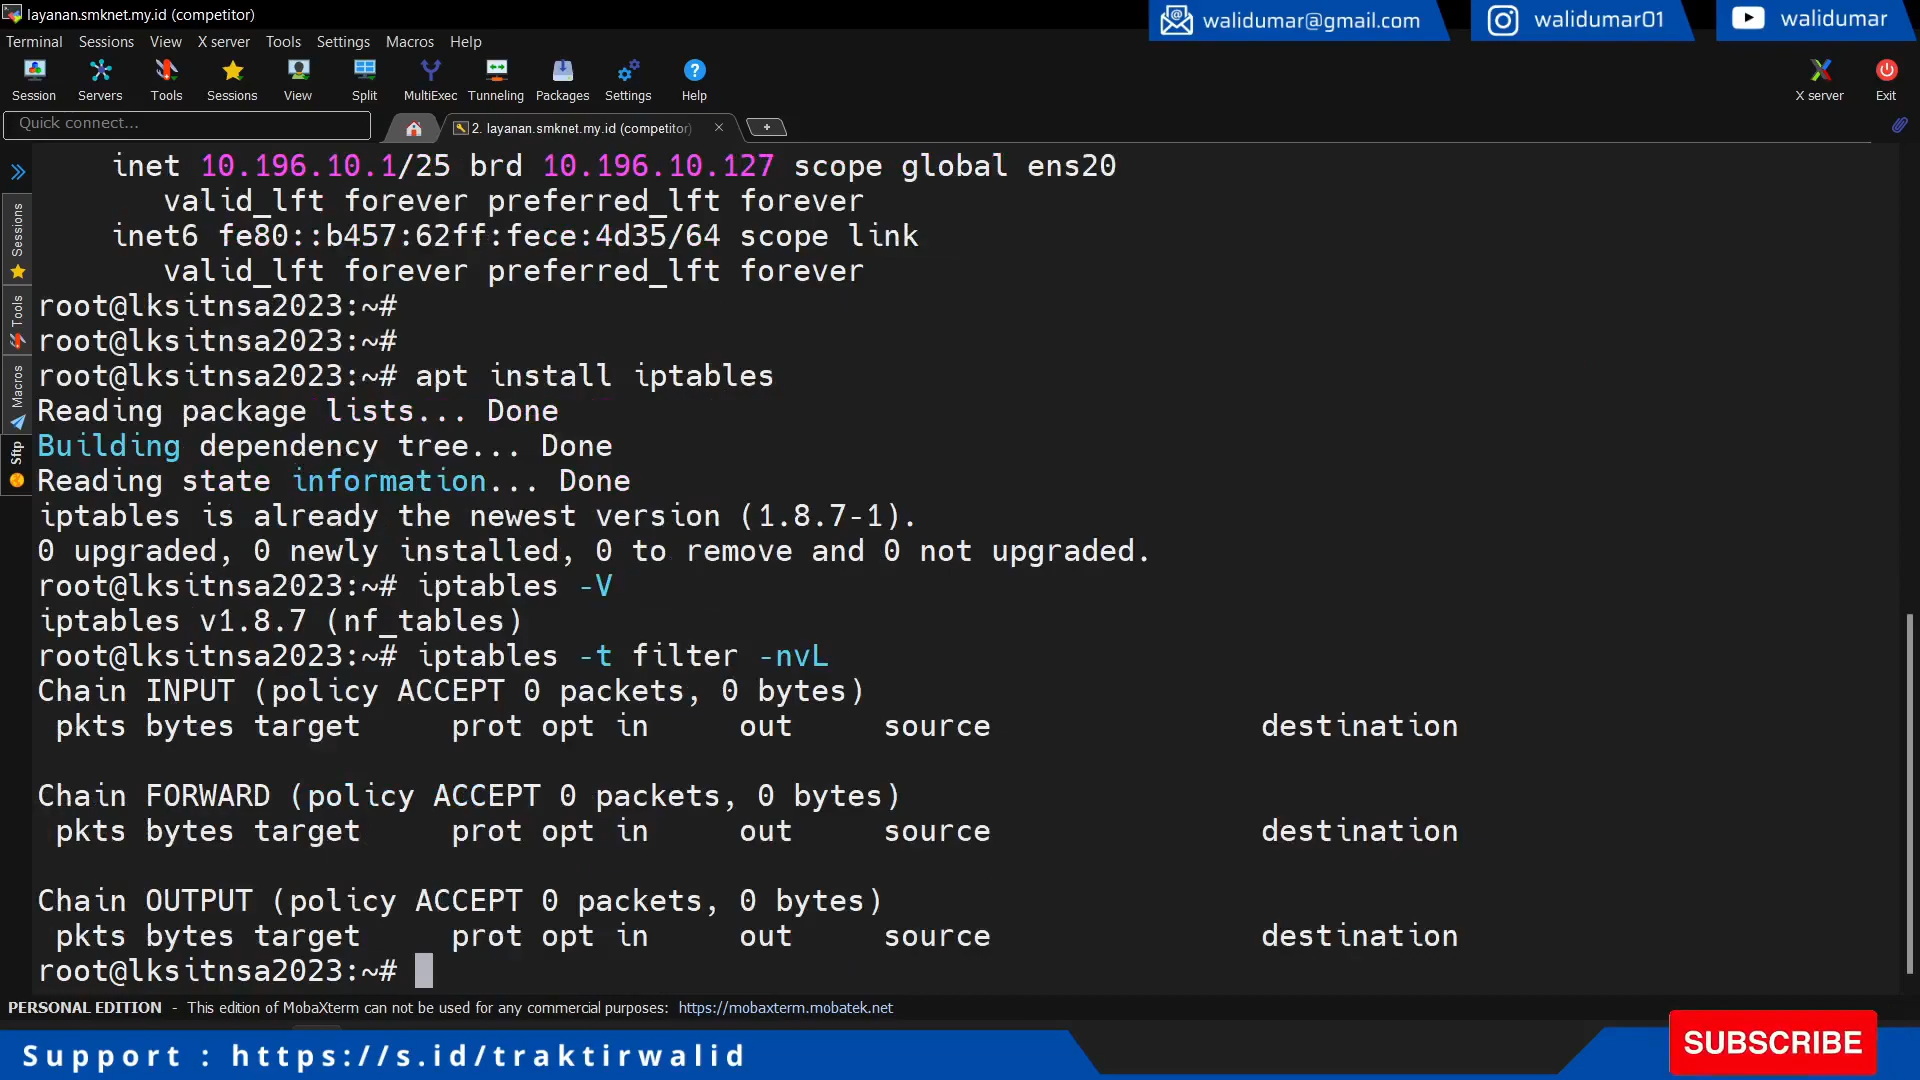 layanan.smknet.my.id (competitor)
walidumar@gmail.com
walidumar01
walidumar
Terminal Sessions View X server Tools Settings Macros Help
Session Servers Tools Sessions View Split MultiExec Tunneling Packages Settings Help X server Exit
Quick connect...
2. layanan.smknet.my.id (competitor)
Sessions
Tools
Macros
Sftp
inet 10.196.10.1/25 brd 10.196.10.127 scope global ens20
valid_lft forever preferred_lft forever
inet6 fe80::b457:62ff:fece:4d35/64 scope link
valid_lft forever preferred_lft forever
root@lksitnsa2023:~#
root@lksitnsa2023:~#
root@lksitnsa2023:~# apt install iptables
Reading package lists... Done
Building dependency tree... Done
Reading state information... Done
iptables is already the newest version (1.8.7-1).
0 upgraded, 0 newly installed, 0 to remove and 0 not upgraded.
root@lksitnsa2023:~# iptables -V
iptables v1.8.7 (nf_tables)
root@lksitnsa2023:~# iptables -t filter -nvL
Chain INPUT (policy ACCEPT 0 packets, 0 bytes)
pkts bytes target prot opt in out source destination
Chain FORWARD (policy ACCEPT 0 packets, 0 bytes)
pkts bytes target prot opt in out source destination
Chain OUTPUT (policy ACCEPT 0 packets, 0 bytes)
pkts bytes target prot opt in out source destination
root@lksitnsa2023:~#
PERSONAL EDITION - This edition of MobaXterm can not be used for any commercial purposes: https://mobaxterm.mobatek.net
Support : https://s.id/traktirwalid
SUBSCRIBE